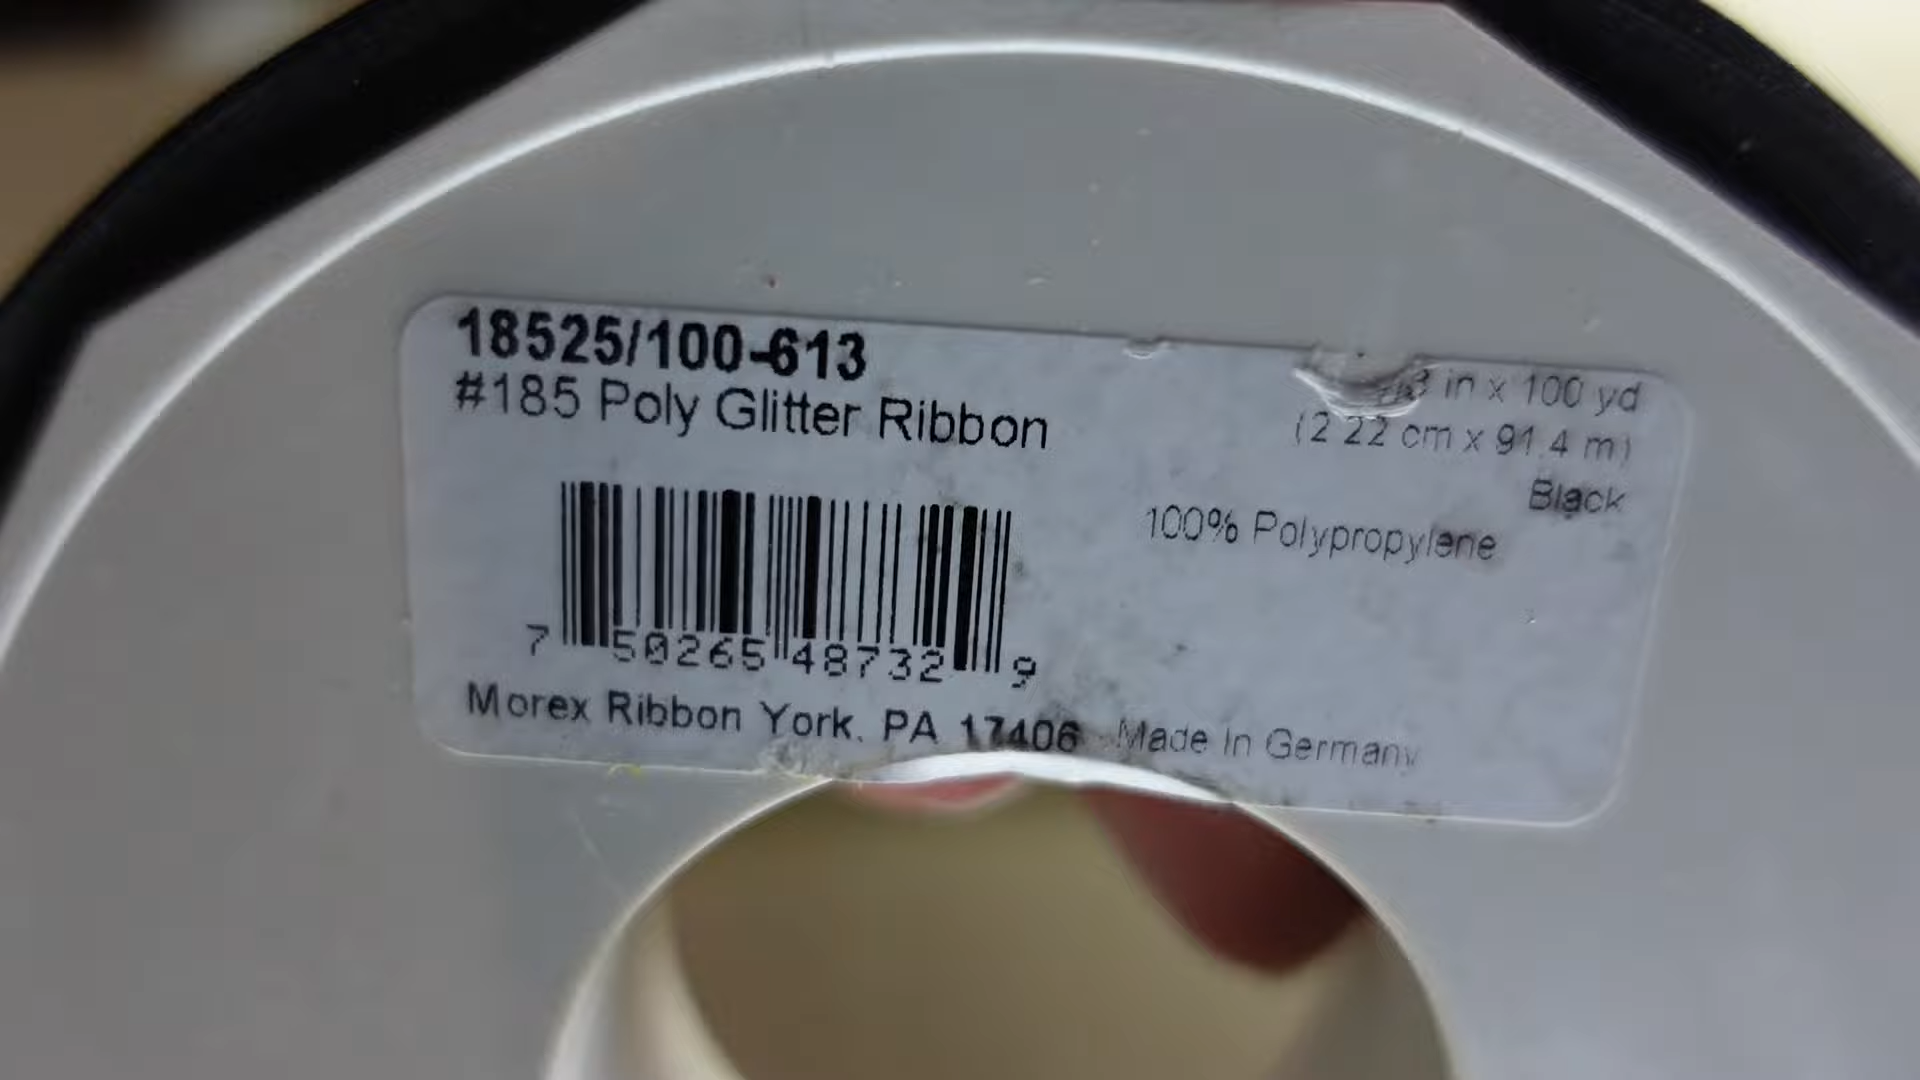 18525/100-613
#185 Poly Glitter Ribbon
in x 100 yd
(2.22 cm x 91.4 m)
Black
100% Polypropylene
7 50265 48732 9
Morex Ribbon York, PA 17406 Made In Germany